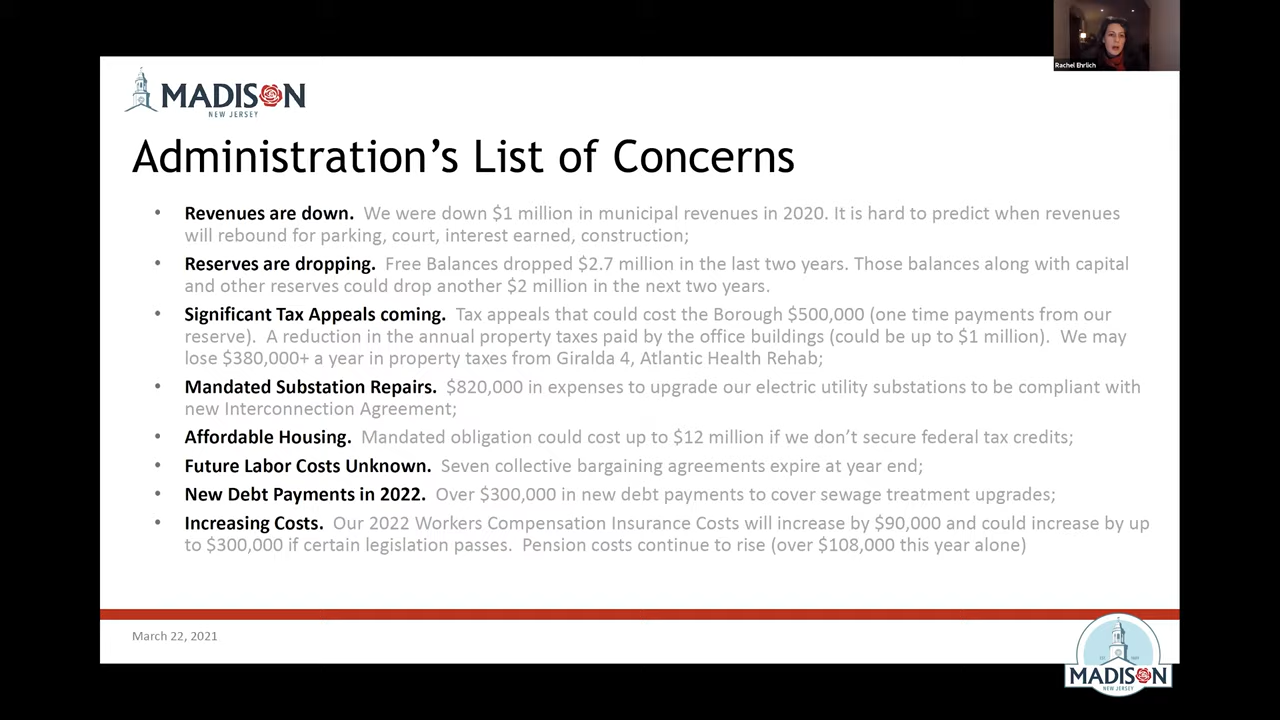 Rachel Ehrlich
MADISON
NEW JERSEY
Administration’s List of Concerns
• Revenues are down. We were down $1 million in municipal revenues in 2020. It is hard to predict when revenues
will rebound for parking, court, interest earned, construction;
• Reserves are dropping. Free Balances dropped $2.7 million in the last two years. Those balances along with capital
and other reserves could drop another $2 million in the next two years.
• Significant Tax Appeals coming. Tax appeals that could cost the Borough $500,000 (one time payments from our
reserve). A reduction in the annual property taxes paid by the office buildings (could be up to $1 million). We may
lose $380,000+ a year in property taxes from Giralda 4, Atlantic Health Rehab;
• Mandated Substation Repairs. $820,000 in expenses to upgrade our electric utility substations to be compliant with
new Interconnection Agreement;
• Affordable Housing. Mandated obligation could cost up to $12 million if we don’t secure federal tax credits;
• Future Labor Costs Unknown. Seven collective bargaining agreements expire at year end;
• New Debt Payments in 2022. Over $300,000 in new debt payments to cover sewage treatment upgrades;
• Increasing Costs. Our 2022 Workers Compensation Insurance Costs will increase by $90,000 and could increase by up
to $300,000 if certain legislation passes. Pension costs continue to rise (over $108,000 this year alone)
March 22, 2021
MADISON
NEW JERSEY